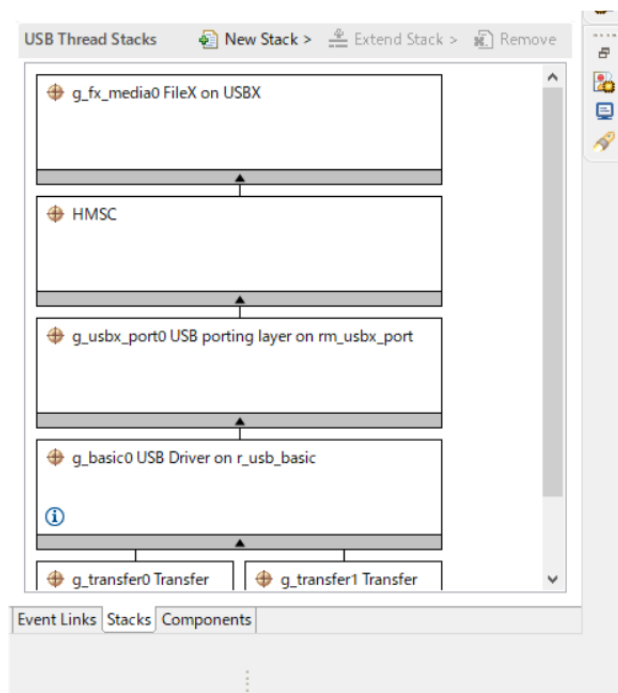 USB Thread Stacks New Stack > Extend Stack > Remove
g_fx_media0 FileX on USBX
HMSC
g_usbx_port0 USB porting layer on rm_usbx_port
g_basic0 USB Driver on r_usb_basic
g_transfer0 Transfer g_transfer1 Transfer
Event Links Stacks Components